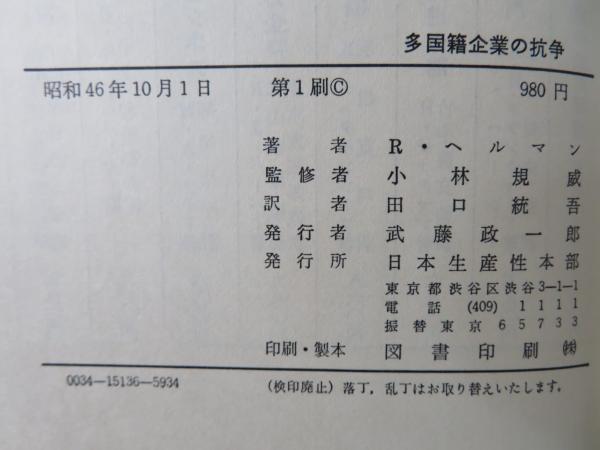 多国籍企業の抗争
昭和46年10月1日 第1刷© 980円
著者 R・ヘルマン
監修者 小林規威
訳者 田口統吾
発行者 武藤政一郎
発行所 日本生産性本部
東京都渋谷区渋谷3-1-1
電話 (409) 1111
振替東京 65733
印刷・製本 図書印刷㈱
0034—15136—5934 (検印廃止) 落丁，乱丁はお取り替えいたします。